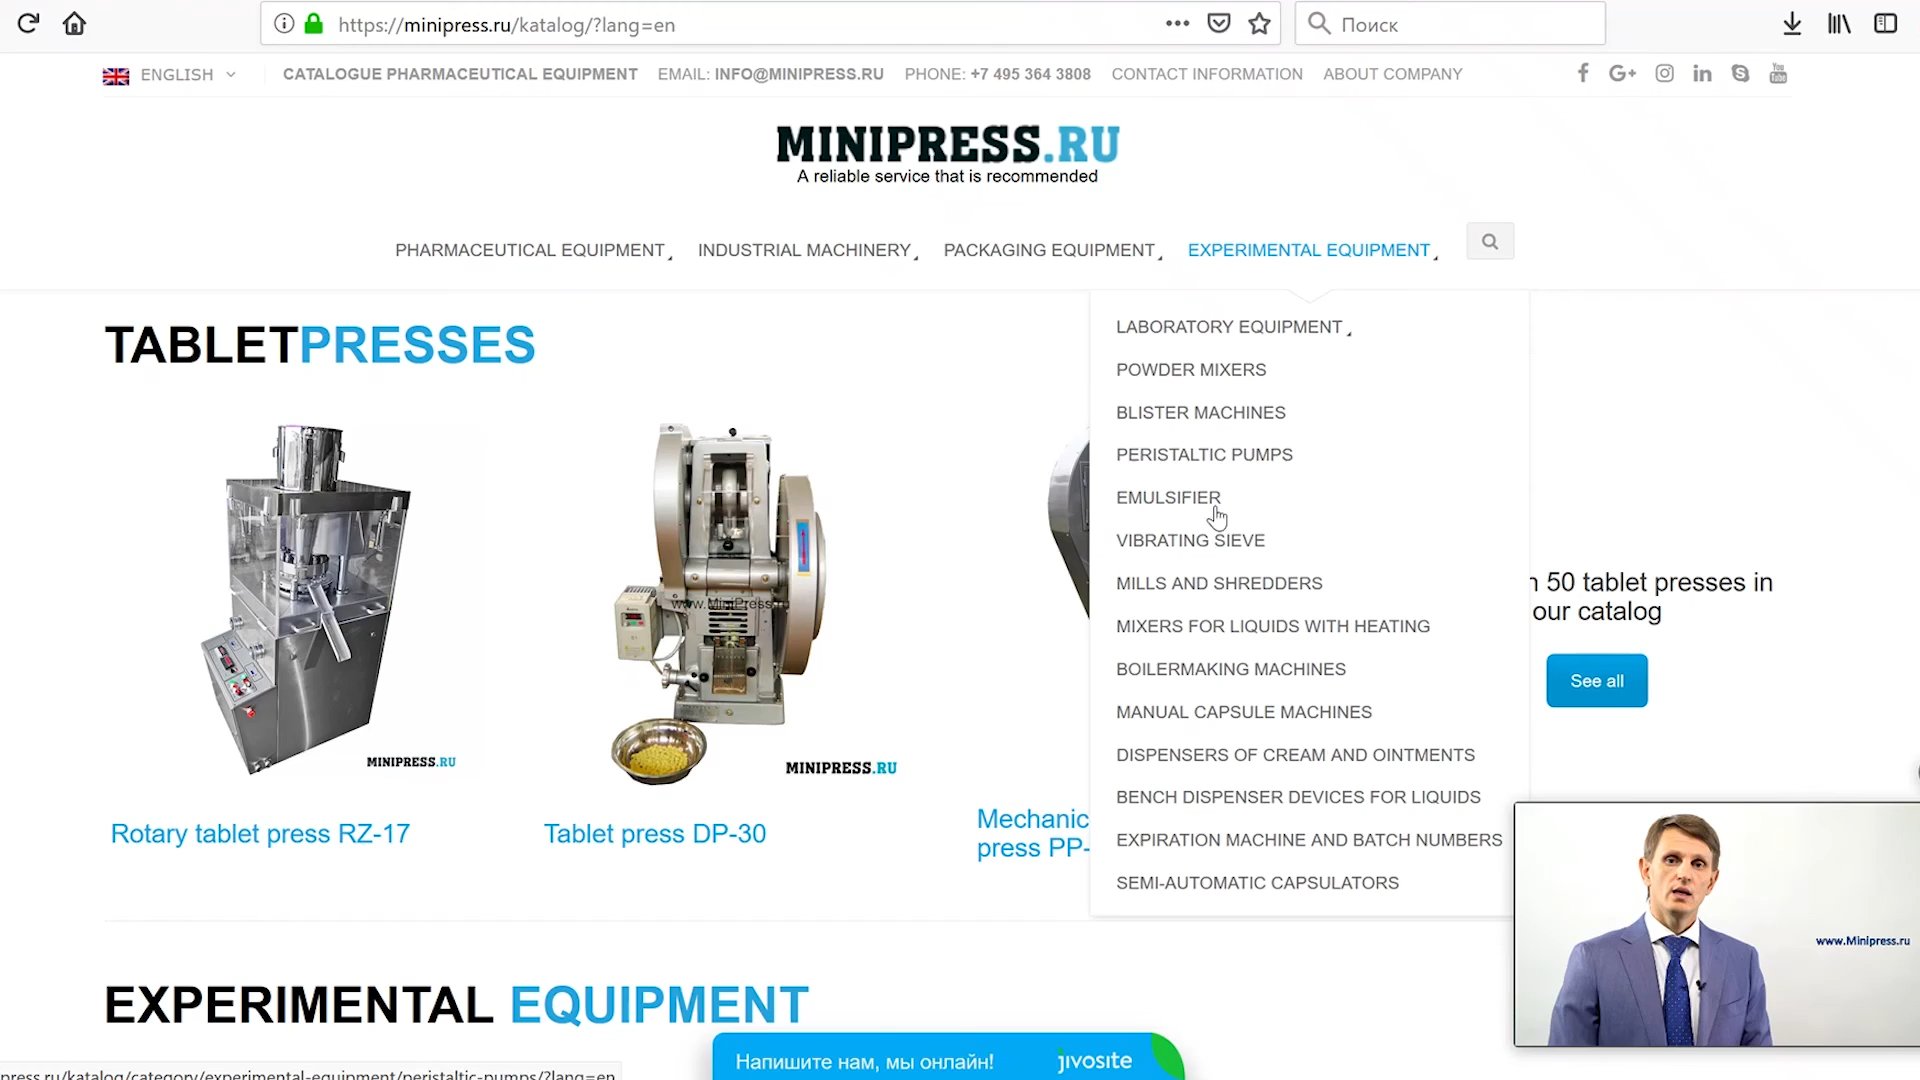 https://minipress.ru/katalog/?lang=en
Поиск
ENGLISH
CATALOGUE PHARMACEUTICAL EQUIPMENT
EMAIL: INFO@MINIPRESS.RU
PHONE: +7 495 364 3808
CONTACT INFORMATION
ABOUT COMPANY
You Tube
MINIPRESS.RU
A reliable service that is recommended
PHARMACEUTICAL EQUIPMENT
INDUSTRIAL MACHINERY
PACKAGING EQUIPMENT
EXPERIMENTAL EQUIPMENT
TABLETPRESSES
LABORATORY EQUIPMENT
POWDER MIXERS
BLISTER MACHINES
PERISTALTIC PUMPS
EMULSIFIER
VIBRATING SIEVE
MILLS AND SHREDDERS
MIXERS FOR LIQUIDS WITH HEATING
BOILERMAKING MACHINES
MANUAL CAPSULE MACHINES
DISPENSERS OF CREAM AND OINTMENTS
BENCH DISPENSER DEVICES FOR LIQUIDS
EXPIRATION MACHINE AND BATCH NUMBERS
SEMI-AUTOMATIC CAPSULATORS
50 tablet presses in
our catalog
See all
www.MiniPress.ru
MINIPRESS.RU
MINIPRESS.RU
Rotary tablet press RZ-17
Tablet press DP-30
Mechanic
press PP-
www.Minipress.ru
EXPERIMENTAL EQUIPMENT
Напишите нам, мы онлайн!
jivosite
press.ru/katalog/category/experimental-equipment/peristaltic-pumps/?lang=en